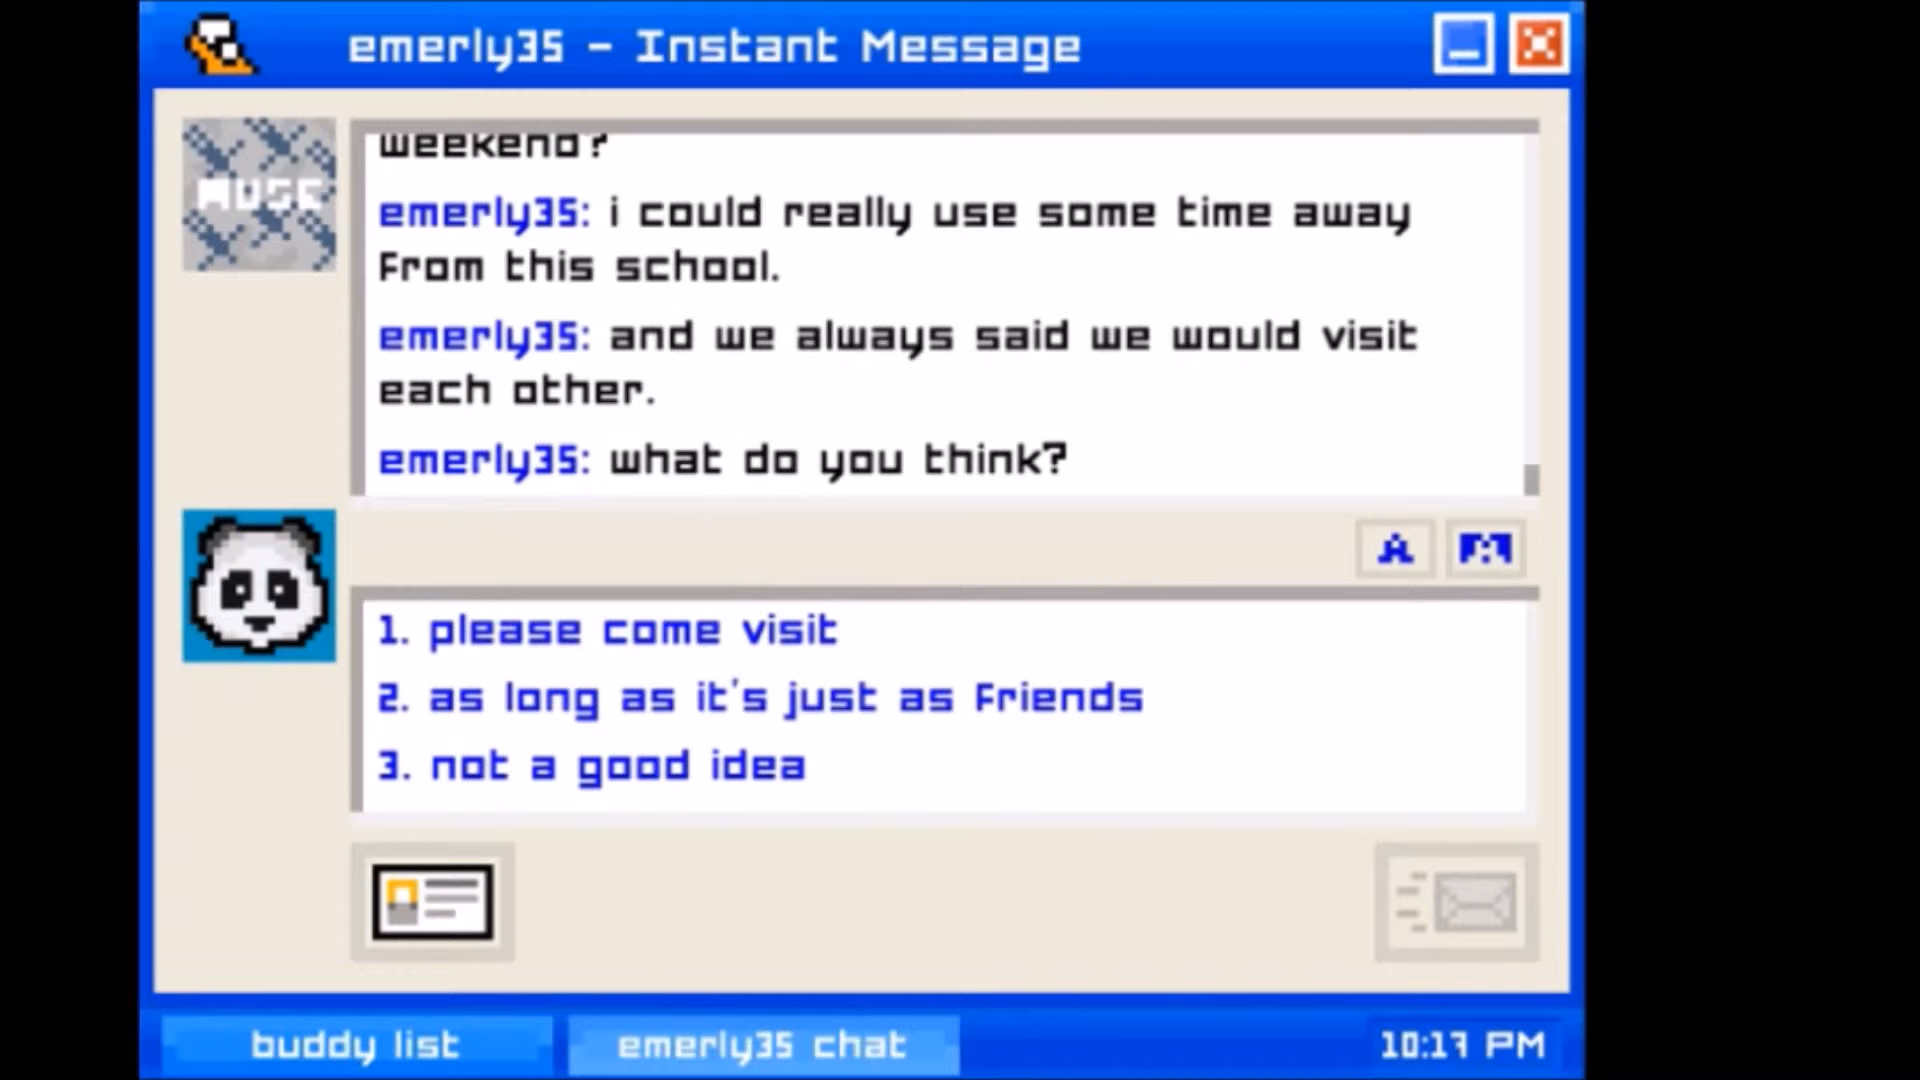 emerly35 - Instant Message
MUSE
weekend?
emerly35: i could really use some time away
from this school.
emerly35: and we always said we would visit
each other.
emerly35: what do you think?
A
1. please come visit
2. as long as it's just as friends
3. not a good idea
buddy list
emerly35 chat
10:17 PM